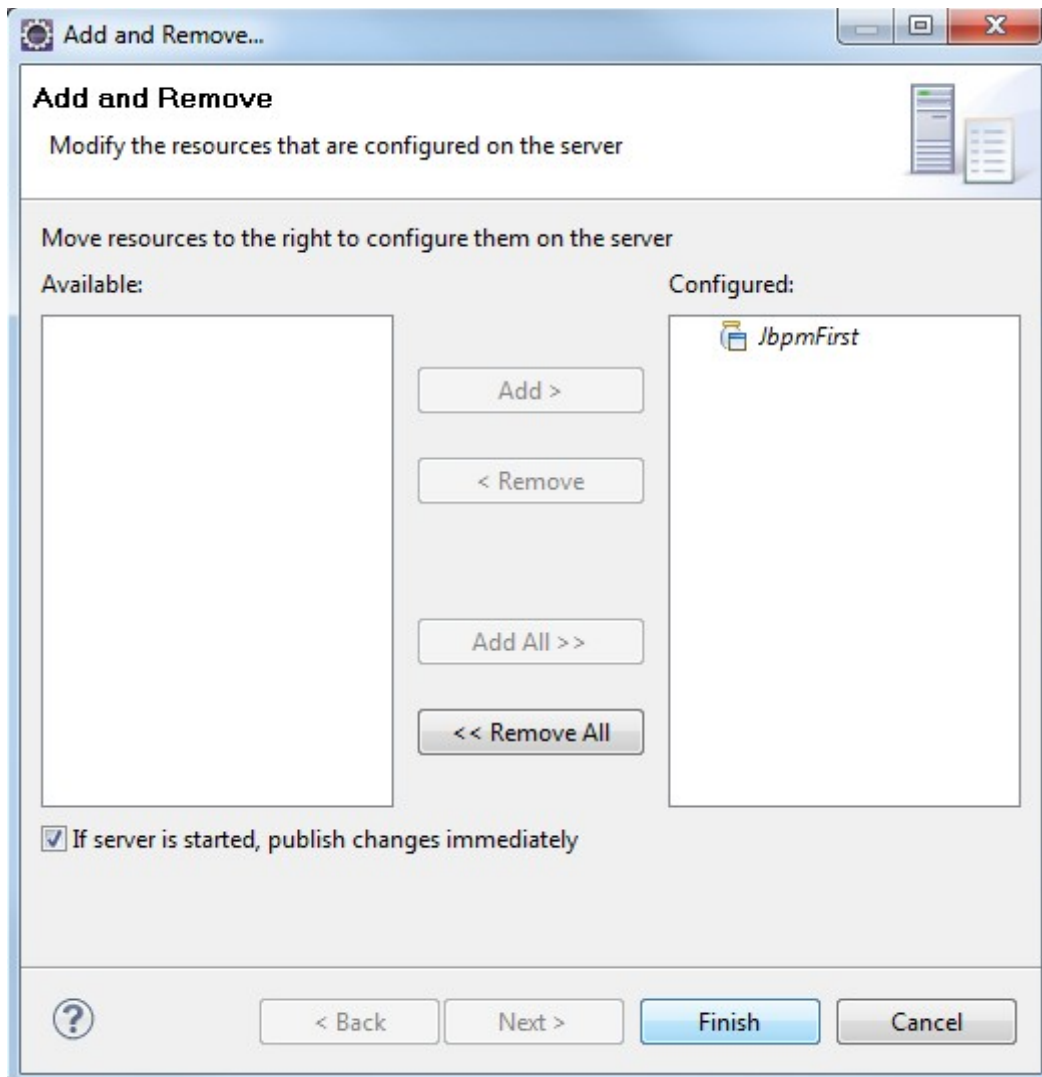 Add and Remove...
Add and Remove
Modify the resources that are configured on the server
Move resources to the right to configure them on the server
Available:
Configured:
JbpmFirst
Add >
< Remove
Add All >>
<< Remove All
If server is started, publish changes immediately
?
< Back
Next >
Finish
Cancel